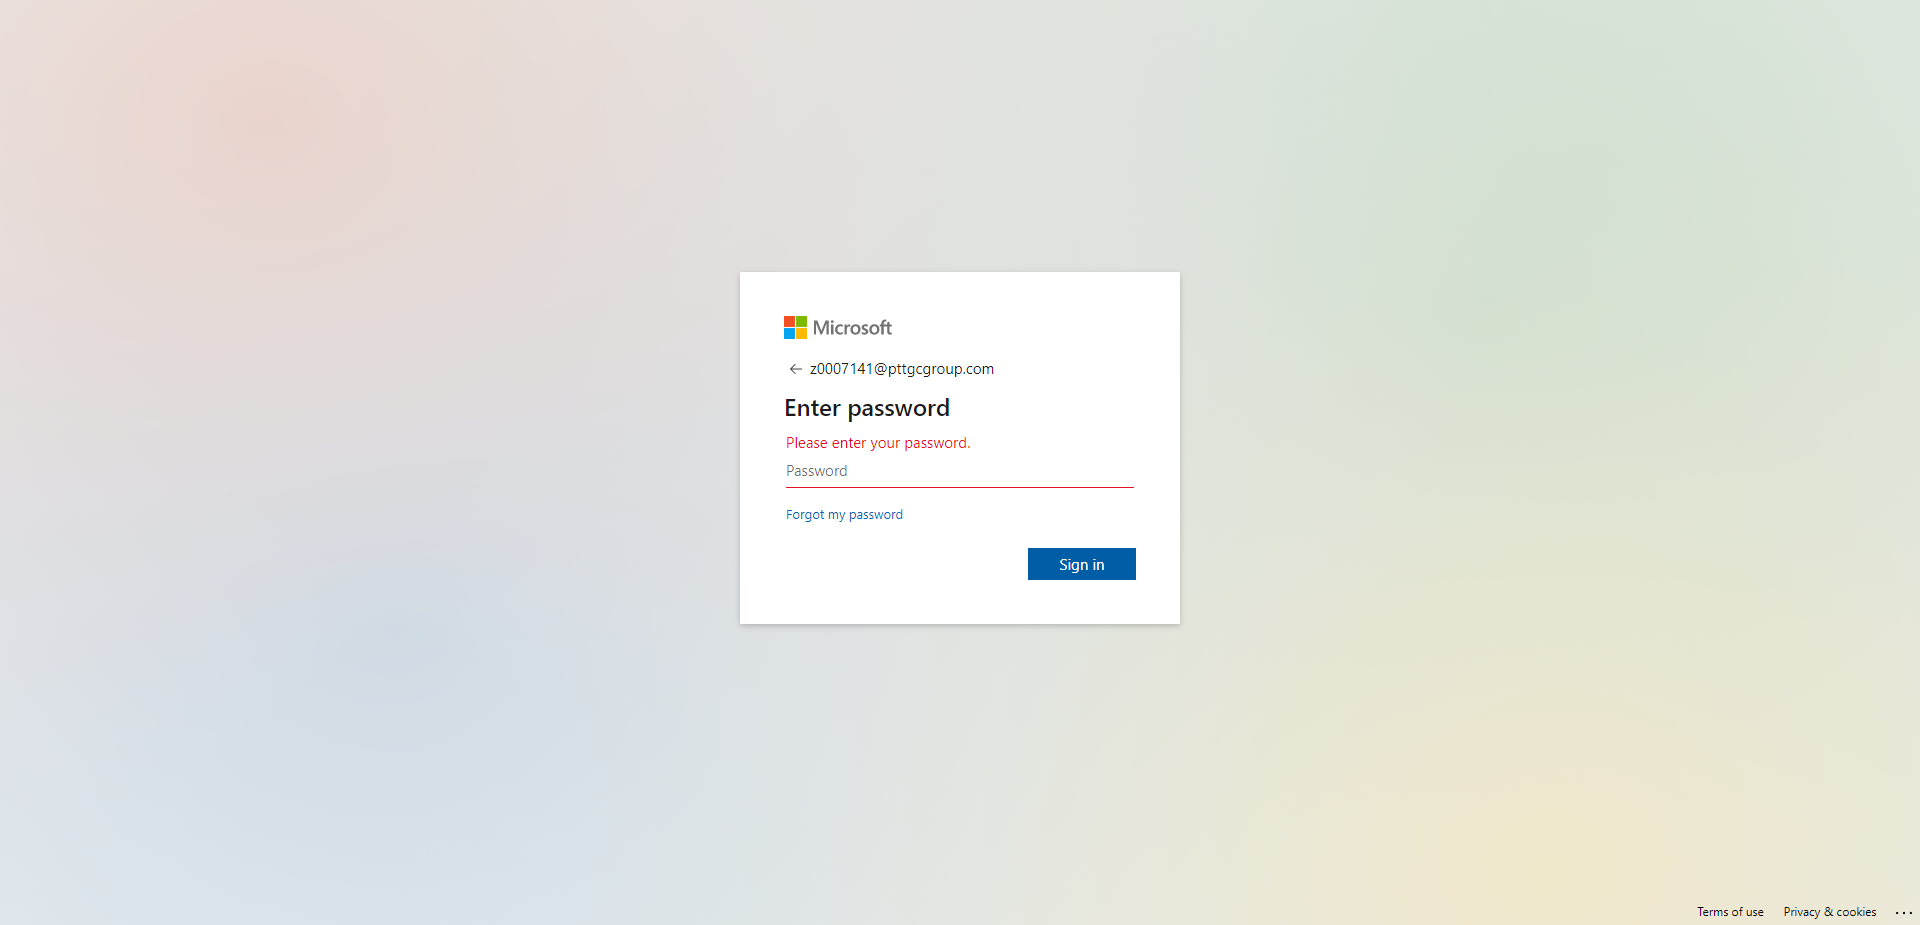 Microsoft
z0007141@pttgcgroup.com
Enter password
Please enter your password.
Password
Forgot my password
Sign in
Terms of use Privacy & cookies ...